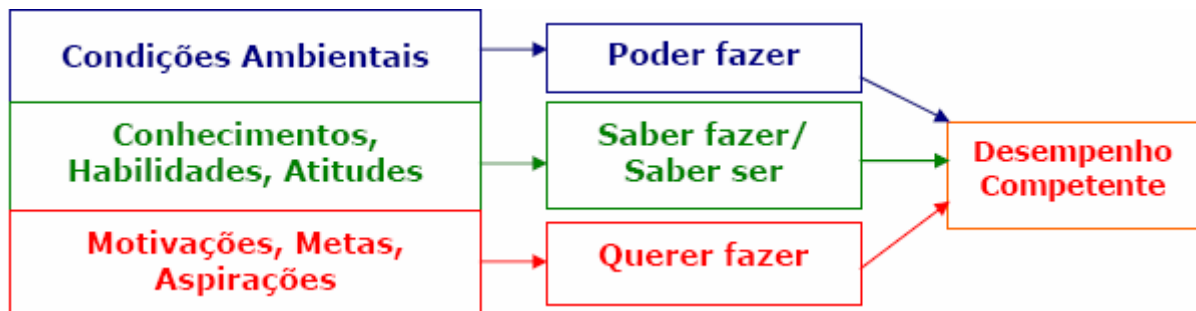 Condições Ambientais
Poder fazer
Conhecimentos,
Habilidades, Atitudes
Saber fazer/
Saber ser
Desempenho
Competente
Motivações, Metas,
Aspirações
Querer fazer